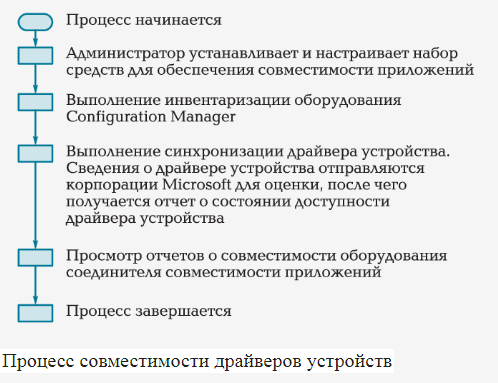 Процесс начинается
Администратор устанавливает и настраивает набор
средств для обеспечения совместимости приложений
Выполнение инвентаризации оборудования
Configuration Manager
Выполнение синхронизации драйвера устройства.
Сведения о драйвере устройства отправляются
корпорации Microsoft для оценки, после чего
получается отчет о состоянии доступности
драйвера устройства
Просмотр отчетов о совместимости оборудования
соединителя совместимости приложений
Процесс завершается
Процесс совместимости драйверов устройств